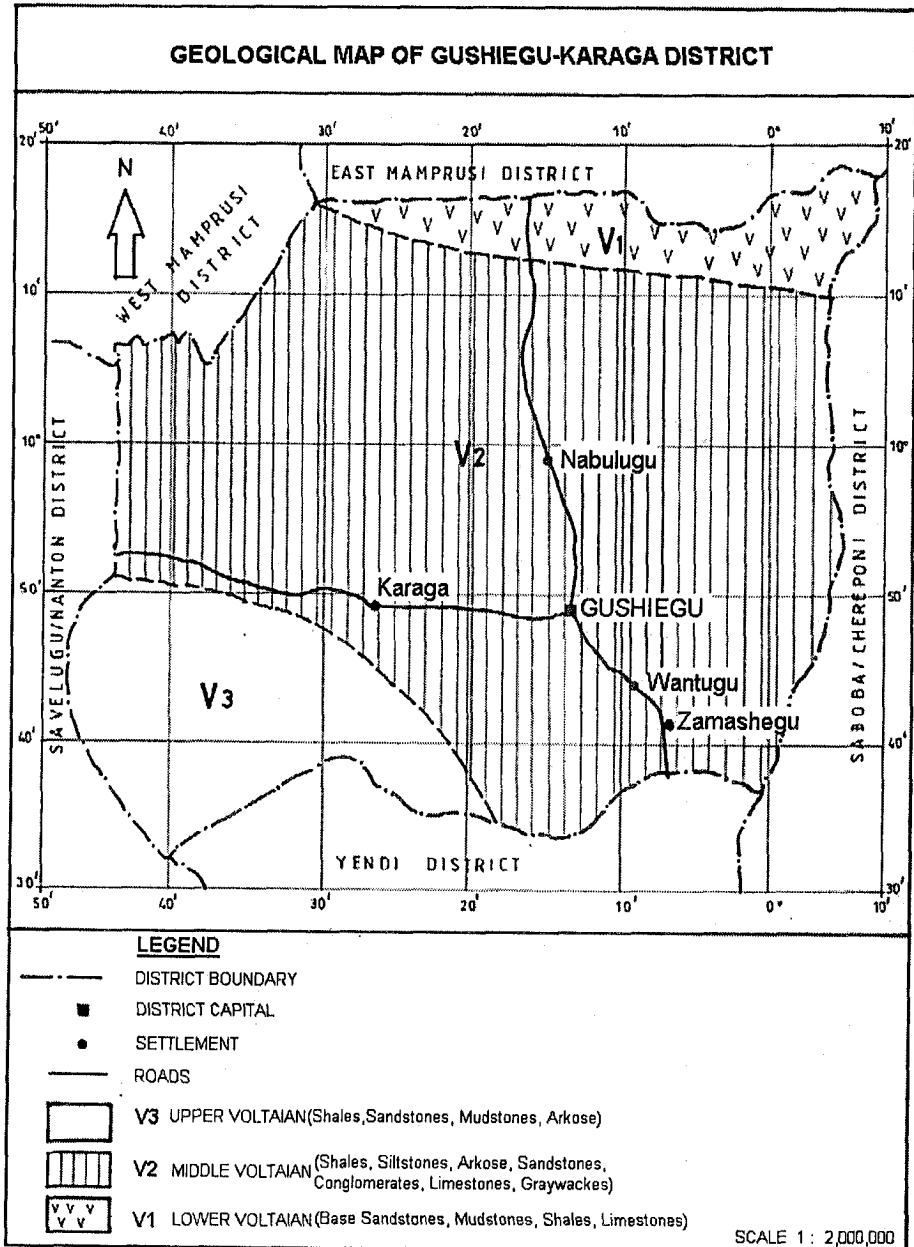 GEOLOGICAL MAP OF GUSHIEGU-KARAGA DISTRICT
50' 40' 30' 20' 10' 0° 10'
20' 20'
N
EAST MAMPRUSI DISTRICT
WEST MAMPRUSI
DISTRICT
V1
10' 10'
10° 10°
V2
Nabulugu
SAVELUGU/NANTON DISTRICT
SABOBA/CHEREPONI DISTRICT
50' 50'
Karaga
GUSHIEGU
Wantugu
V3
Zamashegu
40' 40'
YENDI DISTRICT
30' 30'
50' 40' 30' 20' 10' 0° 10'
LEGEND
DISTRICT BOUNDARY
DISTRICT CAPITAL
SETTLEMENT
ROADS
V3 UPPER VOLTAIAN (Shales, Sandstones, Mudstones, Arkose)
V2 MIDDLE VOLTAIAN (Shales, Siltstones, Arkose, Sandstones,
Conglomerates, Limestones, Graywackes)
V1 LOWER VOLTAIAN (Base Sandstones, Mudstones, Shales, Limestones)
SCALE 1 : 2,000,000